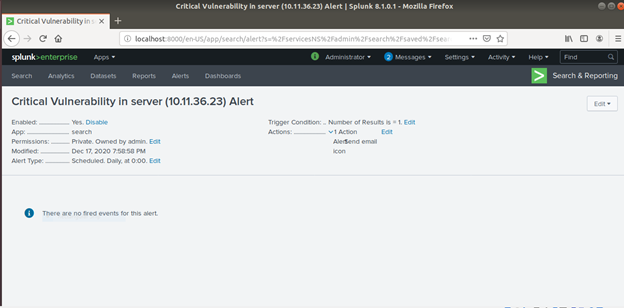 Critical Vulnerability in server (10.11.36.23) Alert | Splunk 8.1.0.1 - Mozilla Firefox
Critical Vulnerability in s
localhost:8000/en-US/app/search/alert?s=%2FservicesNS%2Fadmin%2Fsearch%2Fsaved%2Fsea
splunk>enterprise Apps Administrator 2 Messages Settings Activity Help Find
Search Analytics Datasets Reports Alerts Dashboards Search & Reporting
Critical Vulnerability in server (10.11.36.23) Alert
Edit
Enabled: Yes. Disable
App: search
Permissions: Private. Owned by admin. Edit
Modified: Dec 17, 2020 7:58:58 PM
Alert Type: Scheduled. Daily, at 0:00. Edit
Trigger Condition: Number of Results is = 1. Edit
Actions: 1 Action Edit
Send email
icon
There are no fired events for this alert.